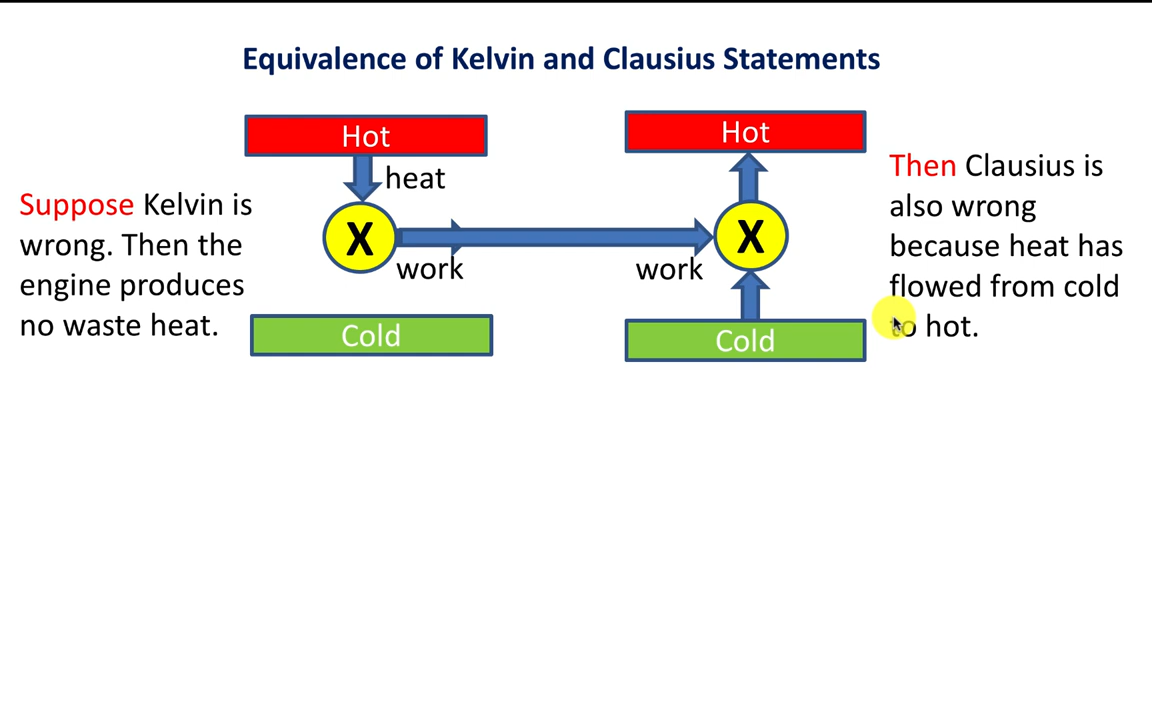 Equivalence of Kelvin and Clausius Statements
Hot
heat
X
work
Cold
Suppose Kelvin is
wrong. Then the
engine produces
no waste heat.
Hot
X
work
Cold
Then Clausius is
also wrong
because heat has
flowed from cold
to hot.